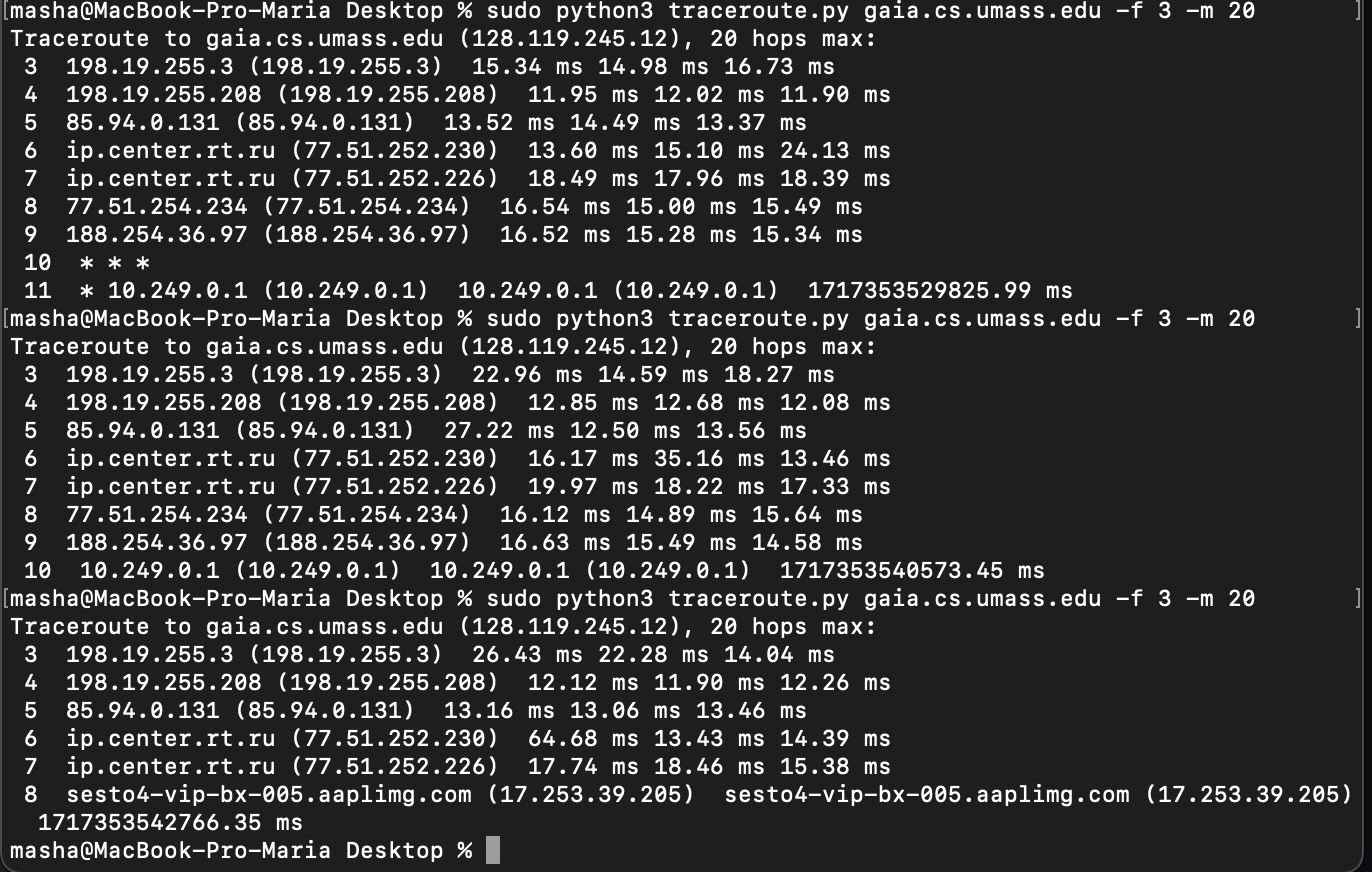 [masha@MacBook-Pro-Maria Desktop % sudo python3 traceroute.py gaia.cs.umass.edu -f 3 -m 20 ]
Traceroute to gaia.cs.umass.edu (128.119.245.12), 20 hops max:
3 198.19.255.3 (198.19.255.3) 15.34 ms 14.98 ms 16.73 ms
4 198.19.255.208 (198.19.255.208) 11.95 ms 12.02 ms 11.90 ms
5 85.94.0.131 (85.94.0.131) 13.52 ms 14.49 ms 13.37 ms
6 ip.center.rt.ru (77.51.252.230) 13.60 ms 15.10 ms 24.13 ms
7 ip.center.rt.ru (77.51.252.226) 18.49 ms 17.96 ms 18.39 ms
8 77.51.254.234 (77.51.254.234) 16.54 ms 15.00 ms 15.49 ms
9 188.254.36.97 (188.254.36.97) 16.52 ms 15.28 ms 15.34 ms
10 * * *
11 * 10.249.0.1 (10.249.0.1) 10.249.0.1 (10.249.0.1) 1717353529825.99 ms
[masha@MacBook-Pro-Maria Desktop % sudo python3 traceroute.py gaia.cs.umass.edu -f 3 -m 20 ]
Traceroute to gaia.cs.umass.edu (128.119.245.12), 20 hops max:
3 198.19.255.3 (198.19.255.3) 22.96 ms 14.59 ms 18.27 ms
4 198.19.255.208 (198.19.255.208) 12.85 ms 12.68 ms 12.08 ms
5 85.94.0.131 (85.94.0.131) 27.22 ms 12.50 ms 13.56 ms
6 ip.center.rt.ru (77.51.252.230) 16.17 ms 35.16 ms 13.46 ms
7 ip.center.rt.ru (77.51.252.226) 19.97 ms 18.22 ms 17.33 ms
8 77.51.254.234 (77.51.254.234) 16.12 ms 14.89 ms 15.64 ms
9 188.254.36.97 (188.254.36.97) 16.63 ms 15.49 ms 14.58 ms
10 10.249.0.1 (10.249.0.1) 10.249.0.1 (10.249.0.1) 1717353540573.45 ms
[masha@MacBook-Pro-Maria Desktop % sudo python3 traceroute.py gaia.cs.umass.edu -f 3 -m 20 ]
Traceroute to gaia.cs.umass.edu (128.119.245.12), 20 hops max:
3 198.19.255.3 (198.19.255.3) 26.43 ms 22.28 ms 14.04 ms
4 198.19.255.208 (198.19.255.208) 12.12 ms 11.90 ms 12.26 ms
5 85.94.0.131 (85.94.0.131) 13.16 ms 13.06 ms 13.46 ms
6 ip.center.rt.ru (77.51.252.230) 64.68 ms 13.43 ms 14.39 ms
7 ip.center.rt.ru (77.51.252.226) 17.74 ms 18.46 ms 15.38 ms
8 sesto4-vip-bx-005.aaplimg.com (17.253.39.205) sesto4-vip-bx-005.aaplimg.com (17.253.39.205)
1717353542766.35 ms
masha@MacBook-Pro-Maria Desktop %